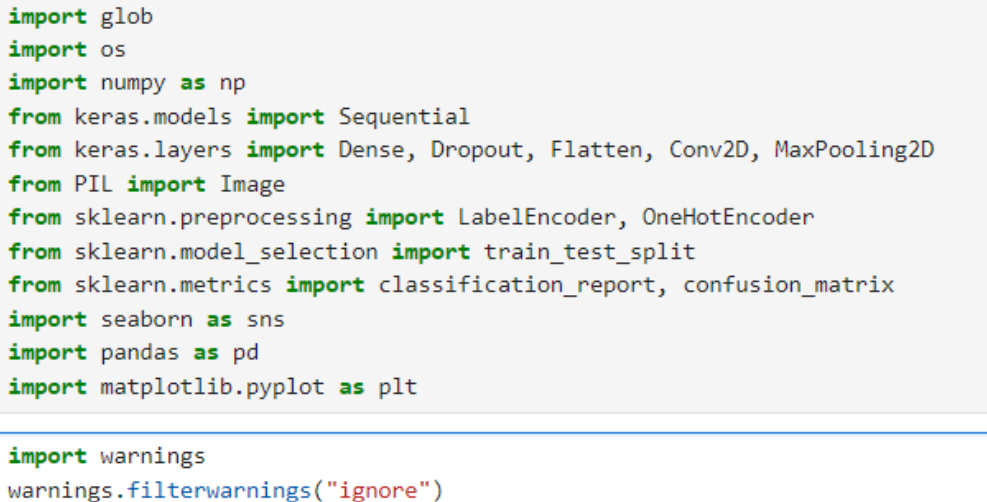 import glob
import os
import numpy as np
from keras.models import Sequential
from keras.layers import Dense, Dropout, Flatten, Conv2D, MaxPooling2D
from PIL import Image
from sklearn.preprocessing import LabelEncoder, OneHotEncoder
from sklearn.model_selection import train_test_split
from sklearn.metrics import classification_report, confusion_matrix
import seaborn as sns
import pandas as pd
import matplotlib.pyplot as plt
import warnings
warnings.filterwarnings("ignore")